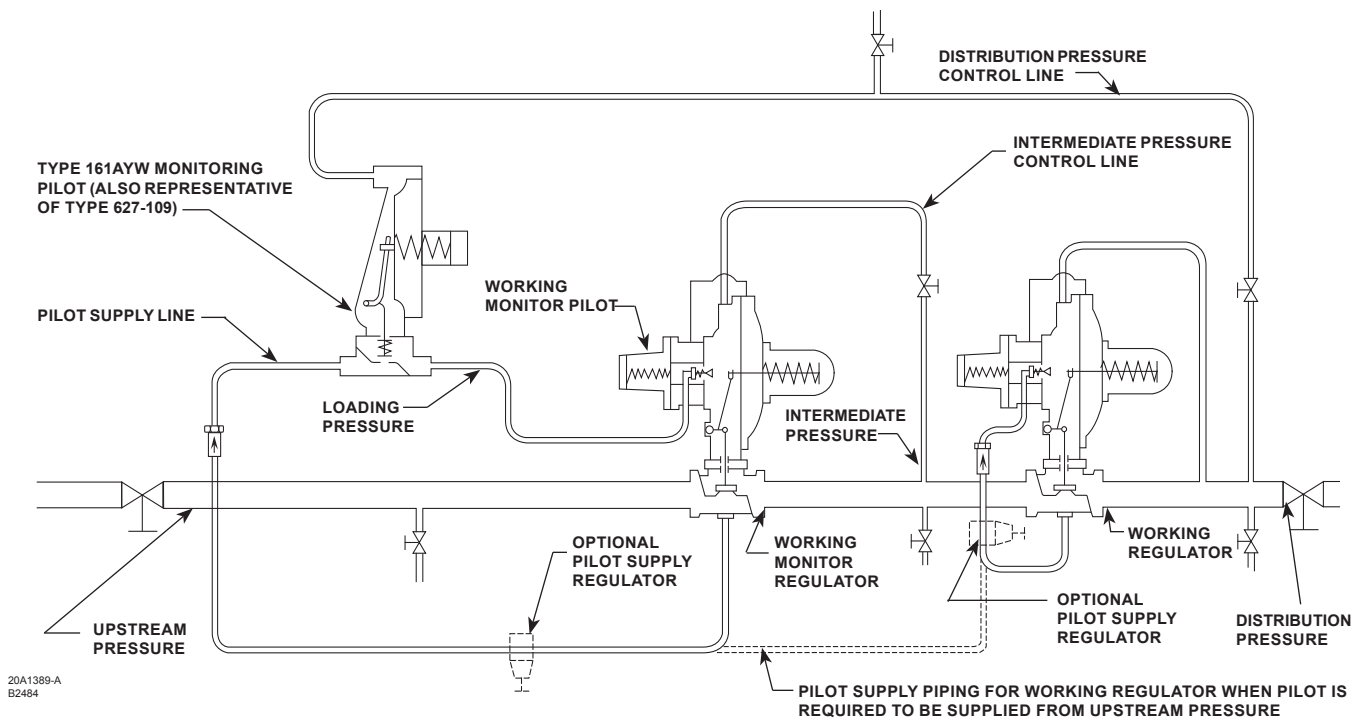 DISTRIBUTION PRESSURE
CONTROL LINE
INTERMEDIATE PRESSURE
CONTROL LINE
TYPE 161AYW MONITORING
PILOT (ALSO REPRESENTATIVE
OF TYPE 627-109)
WORKING
MONITOR PILOT
PILOT SUPPLY LINE
LOADING
PRESSURE
INTERMEDIATE
PRESSURE
OPTIONAL
PILOT SUPPLY
REGULATOR
WORKING
MONITOR
REGULATOR
WORKING
REGULATOR
UPSTREAM
PRESSURE
OPTIONAL
PILOT SUPPLY
REGULATOR
DISTRIBUTION
PRESSURE
20A1389-A
B2484
PILOT SUPPLY PIPING FOR WORKING REGULATOR WHEN PILOT IS
REQUIRED TO BE SUPPLIED FROM UPSTREAM PRESSURE